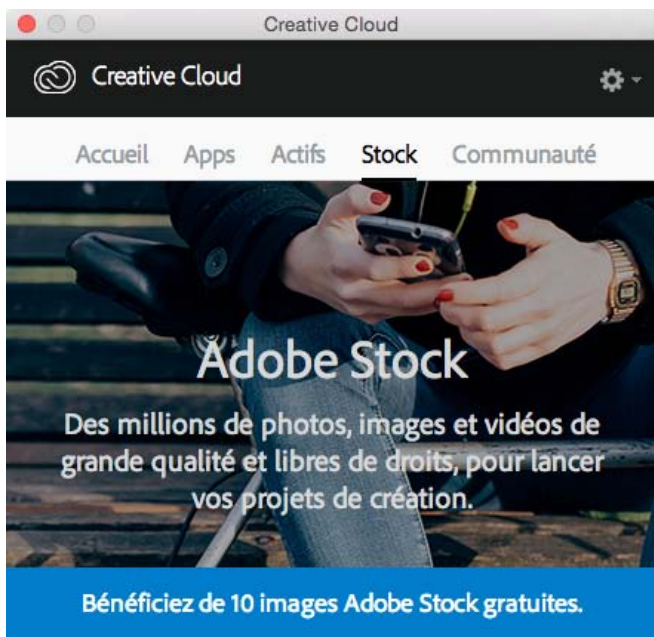 Creative Cloud
Creative Cloud
Accueil Apps Actifs Stock Communauté
Adobe Stock
Des millions de photos, images et vidéos de
grande qualité et libres de droits, pour lancer
vos projets de création.
Bénéficiez de 10 images Adobe Stock gratuites.